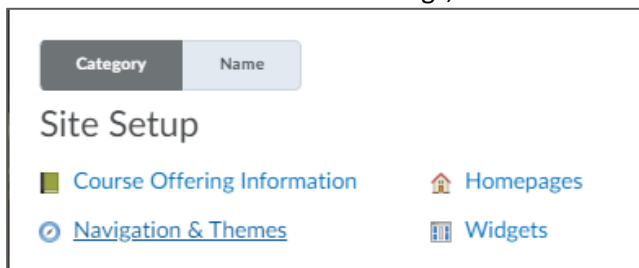 Category Name
Site Setup
Course Offering Information Homepages
Navigation & Themes Widgets